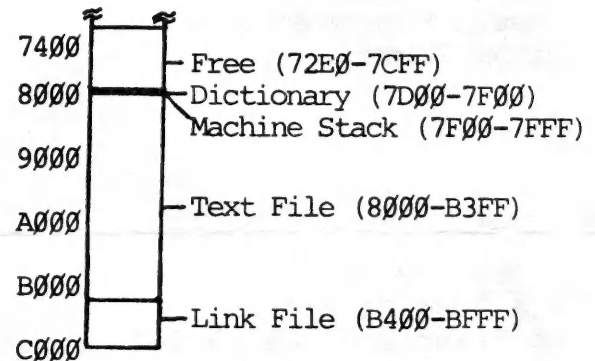 7400
Free (72E0-7CFF)
8000
Dictionary (7D00-7F00)
Machine Stack (7F00-7FFF)
9000
Text File (8000-B3FF)
A000
B000
Link File (B400-BFFF)
C000